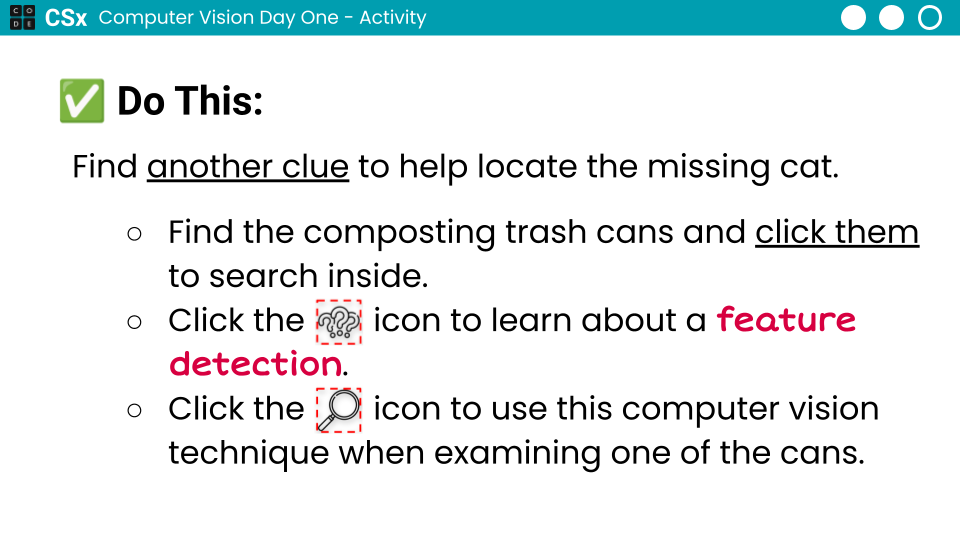 CODE CSx Computer Vision Day One - Activity
✅ Do This:
Find another clue to help locate the missing cat.
○ Find the composting trash cans and click them
to search inside.
○ Click the icon to learn about a feature
detection.
○ Click the icon to use this computer vision
technique when examining one of the cans.